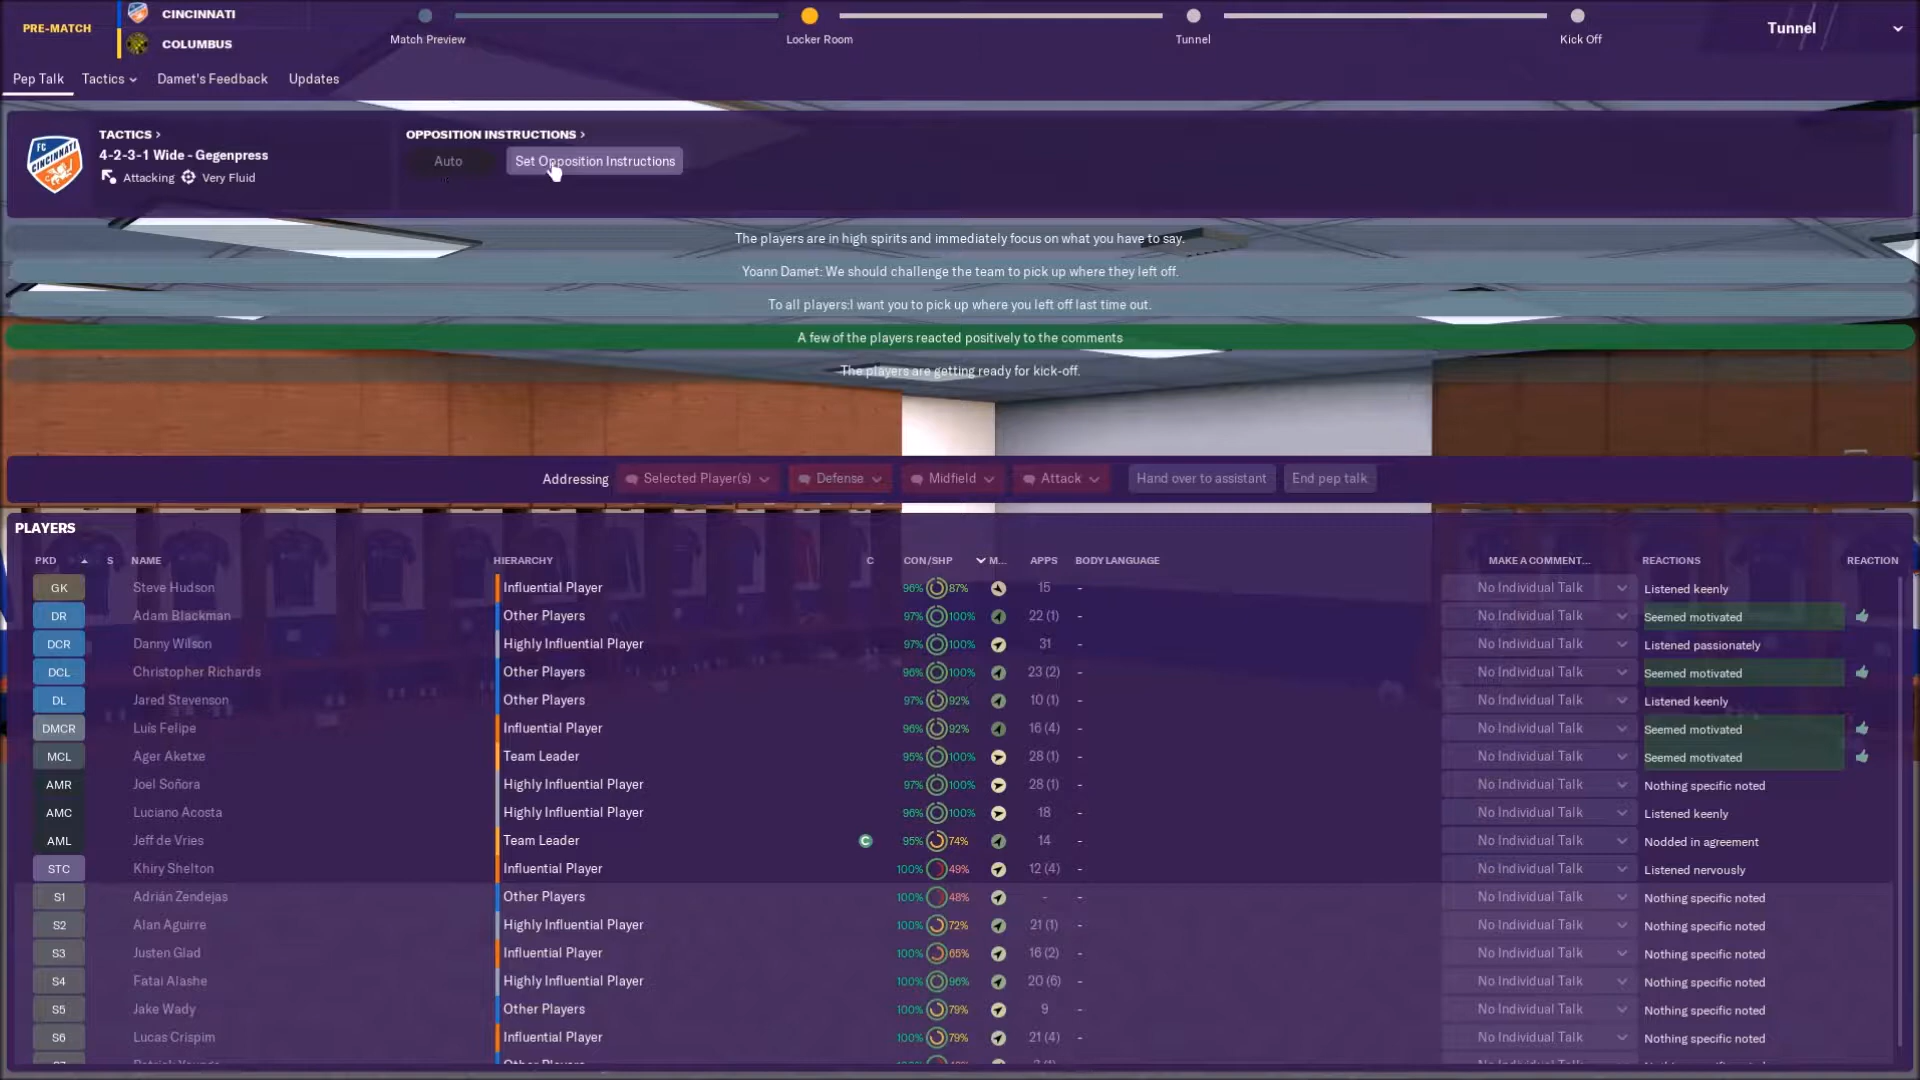 PRE-MATCH
CINCINNATI
COLUMBUS
Match Preview
Locker Room
Tunnel
Kick Off
Tunnel
Pep Talk
Tactics
Damet's Feedback
Updates
FC CINCINNATI
TACTICS >
4-2-3-1 Wide - Gegenpress
Attacking Very Fluid
OPPOSITION INSTRUCTIONS >
Auto
Set Opposition Instructions
The players are in high spirits and immediately focus on what you have to say.
Yoann Damet: We should challenge the team to pick up where they left off.
To all players:I want you to pick up where you left off last time out.
A few of the players reacted positively to the comments
The players are getting ready for kick-off.
Addressing Selected Player(s) Defense Midfield Attack Hand over to assistant End pep talk
PLAYERS
PKD S NAME HIERARCHY C CON/SHP M... APPS BODY LANGUAGE MAKE A COMMENT... REACTIONS REACTION
GK Steve Hudson Influential Player 96% 87% 15 - No Individual Talk Listened keenly
DR Adam Blackman Other Players 97% 100% 22 (1) - No Individual Talk Seemed motivated
DCR Danny Wilson Highly Influential Player 97% 100% 31 - No Individual Talk Listened passionately
DCL Christopher Richards Other Players 96% 100% 23 (2) - No Individual Talk Seemed motivated
DL Jared Stevenson Other Players 97% 92% 10 (1) - No Individual Talk Listened keenly
DMCR Luís Felipe Influential Player 96% 92% 16 (4) - No Individual Talk Seemed motivated
MCL Ager Aketxe Team Leader 95% 100% 28 (1) - No Individual Talk Seemed motivated
AMR Joel Soñora Highly Influential Player 97% 100% 28 (1) - No Individual Talk Nothing specific noted
AMC Luciano Acosta Highly Influential Player 96% 100% 18 - No Individual Talk Listened keenly
AML Jeff de Vries Team Leader C 95% 74% 14 - No Individual Talk Nodded in agreement
STC Khiry Shelton Influential Player 100% 49% 12 (4) - No Individual Talk Listened nervously
S1 Adrián Zendejas Other Players 100% 48% - - No Individual Talk Nothing specific noted
S2 Alan Aguirre Highly Influential Player 100% 72% 21 (1) - No Individual Talk Nothing specific noted
S3 Justen Glad Influential Player 100% 65% 16 (2) - No Individual Talk Nothing specific noted
S4 Fatai Alashe Highly Influential Player 100% 96% 20 (6) - No Individual Talk Nothing specific noted
S5 Jake Wady Other Players 100% 79% 9 - No Individual Talk Nothing specific noted
S6 Lucas Crispim Influential Player 100% 79% 21 (4) - No Individual Talk Nothing specific noted